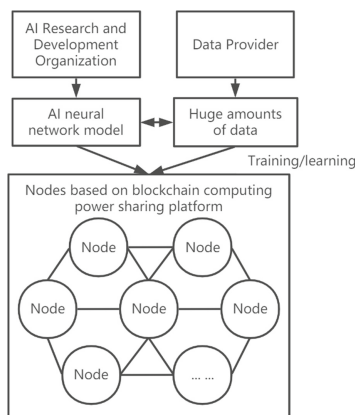 AI Research and
Development
Organization
Data Provider
AI neural
network model
Huge amounts
of data
Training/learning
Nodes based on blockchain computing
power sharing platform
Node
Node
Node
Node
Node
Node
... ...